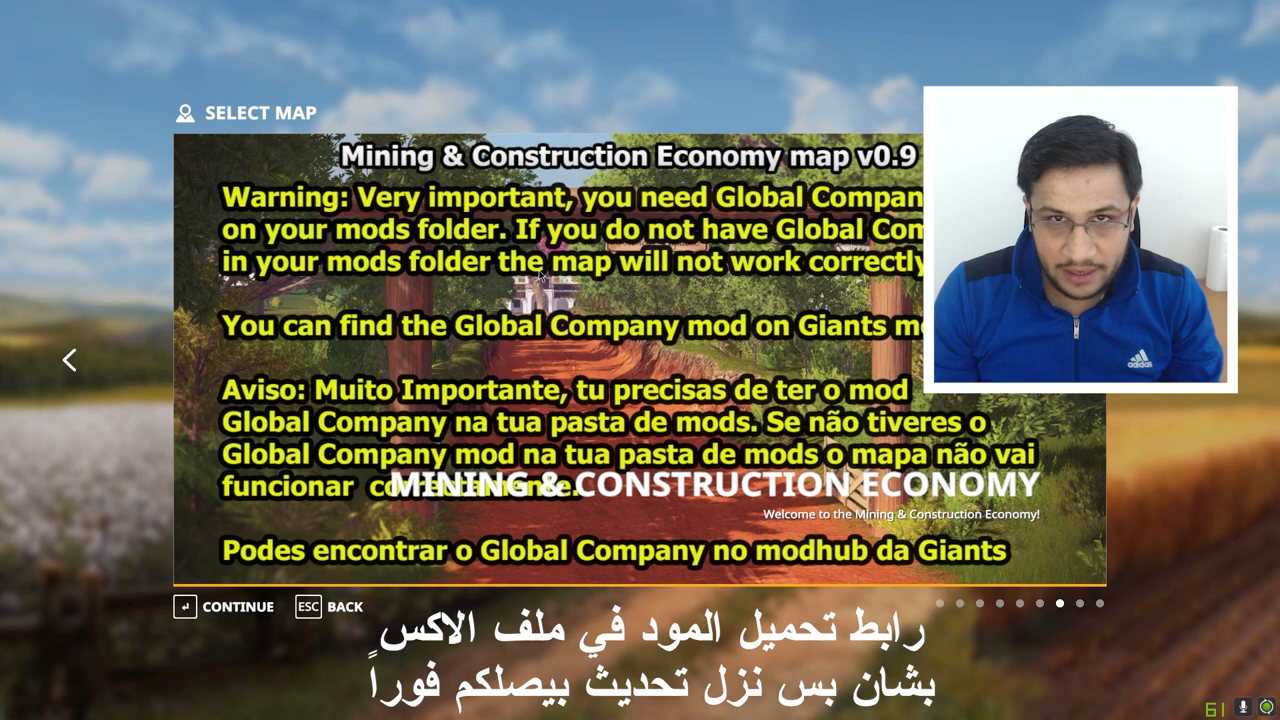 SELECT MAP
Mining & Construction Economy map v0.9
Warning: Very important, you need Global Compan
on your mods folder. If you do not have Global Com
in your mods folder the map will not work correctly
You can find the Global Company mod on Giants m
Aviso: Muito Importante, tu precisas de ter o mod
Global Company na tua pasta de mods. Se não tiveres o
Global Company mod na tua pasta de mods o mapa não vai
funcionar
MINING & CONSTRUCTION ECONOMY
Welcome to the Mining & Construction Economy!
Podes encontrar o Global Company no modhub da Giants
adidas
CONTINUE
ESC BACK
رابط تحميل المود في ملف الاكس
بشان بس نزل تحديث بيصلكم فوراً
61